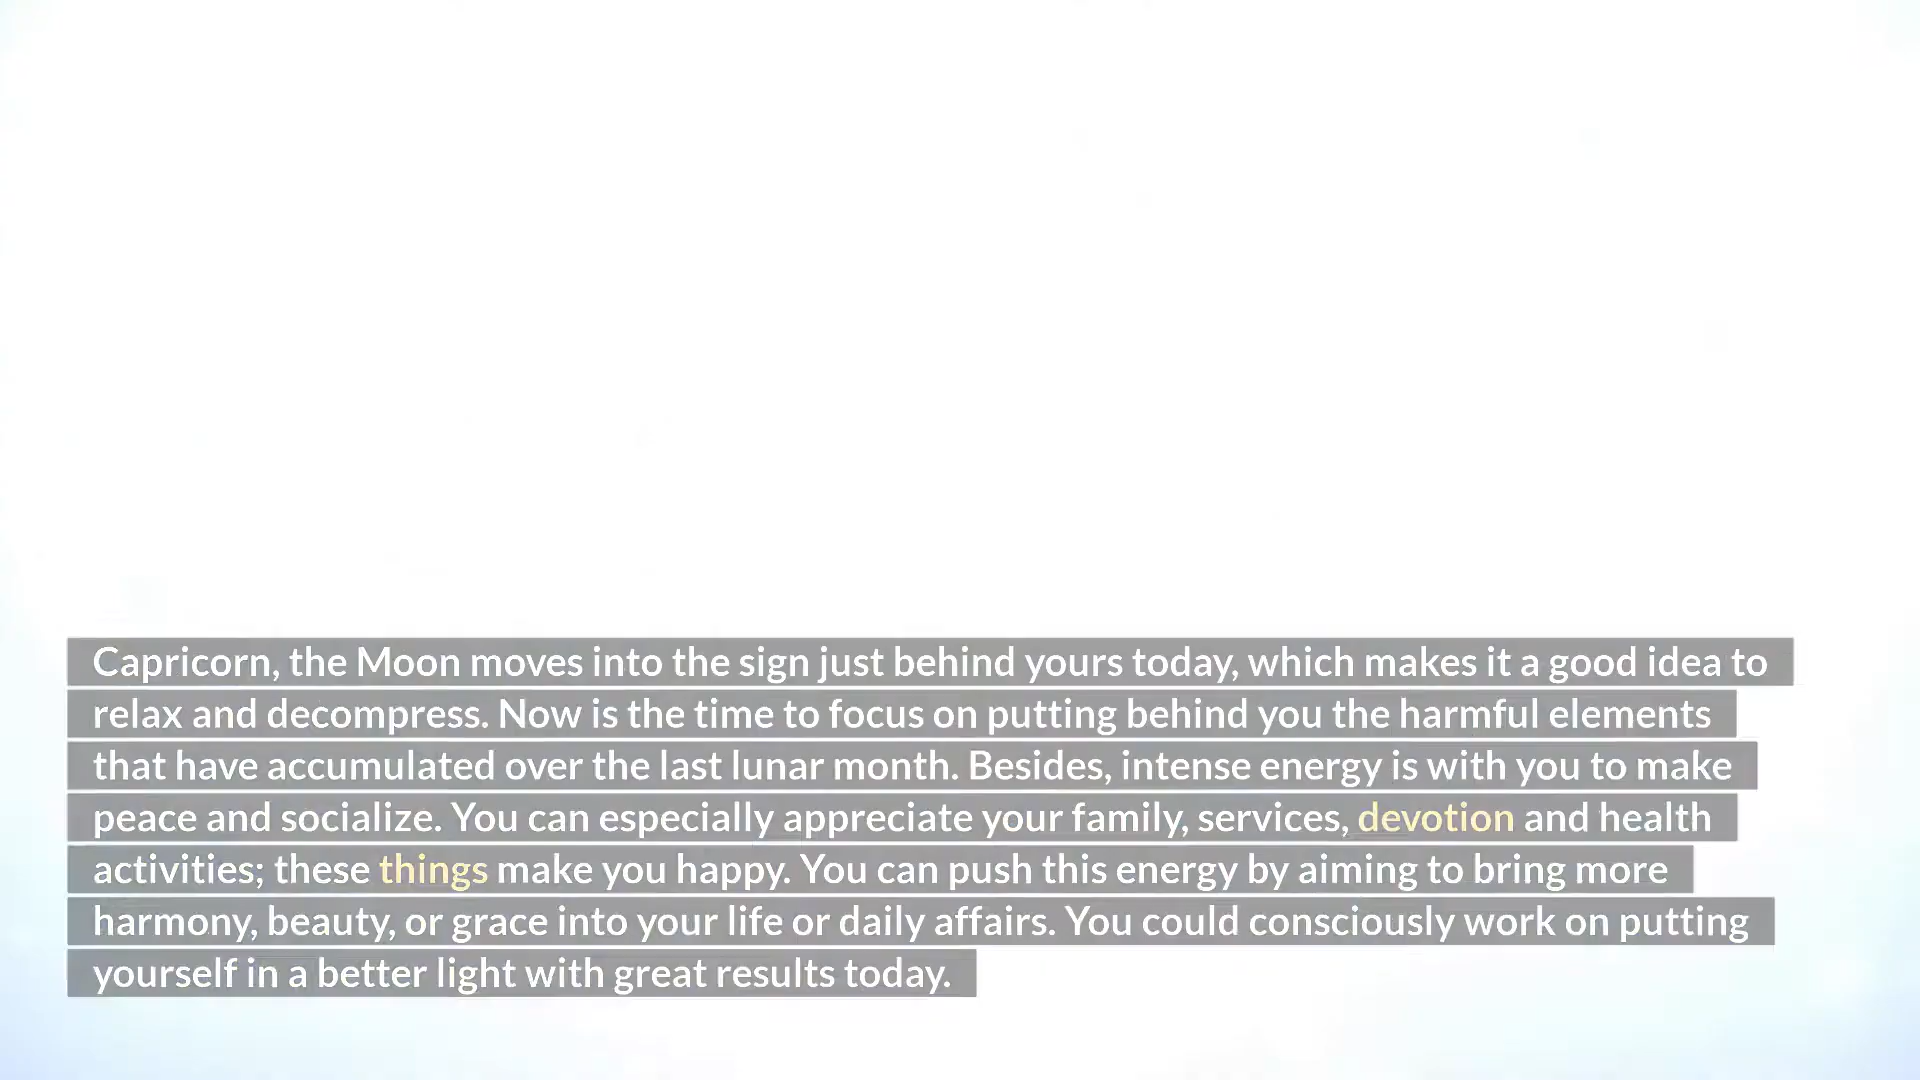 Capricorn, the Moon moves into the sign just behind yours today, which makes it a good idea to
relax and decompress. Now is the time to focus on putting behind you the harmful elements
that have accumulated over the last lunar month. Besides, intense energy is with you to make
peace and socialize. You can especially appreciate your family, services, devotion and health
activities; these things make you happy. You can push this energy by aiming to bring more
harmony, beauty, or grace into your life or daily affairs. You could consciously work on putting
yourself in a better light with great results today.